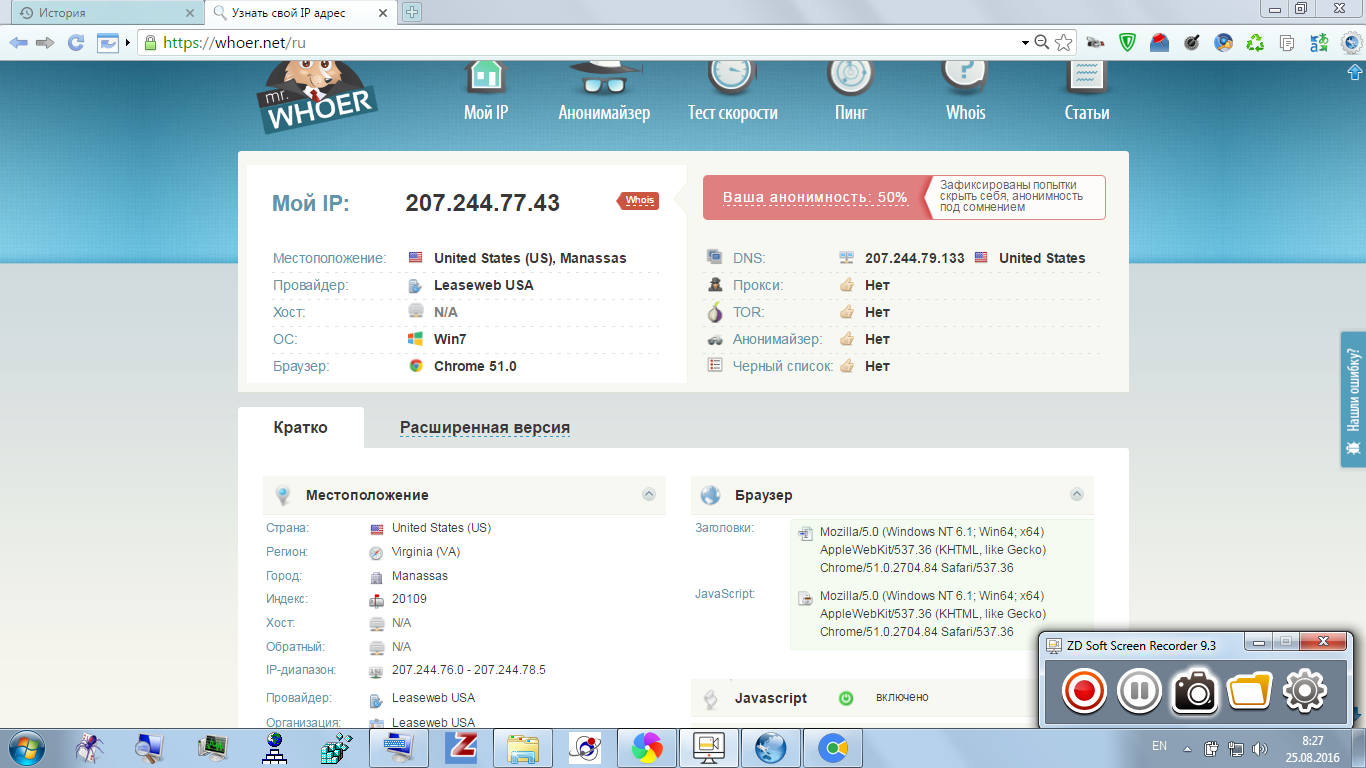 История
Узнать свой IP адрес
https://whoer.net/ru
mr.
WHOER
Мой IP
Анонимайзер
Тест скорости
Пинг
Whois
Статьи
Мой IP:
207.244.77.43
Whois
Местоположение:
United States (US), Manassas
Провайдер:
Leaseweb USA
Хост:
N/A
ОС:
Win7
Браузер:
Chrome 51.0
Ваша анонимность: 50%
Зафиксированы попытки
скрыть себя, анонимность
под сомнением
DNS:
207.244.79.133
United States
Прокси:
Нет
TOR:
Нет
Анонимайзер:
Нет
Черный список:
Нет
Нашли ошибку?
Кратко
Расширенная версия
Местоположение
Страна:
United States (US)
Регион:
Virginia (VA)
Город:
Manassas
Индекс:
20109
Хост:
N/A
Обратный:
N/A
IP-диапазон:
207.244.76.0 - 207.244.78.5
Провайдер:
Leaseweb USA
Организация:
Leaseweb USA
Браузер
Заголовки:
Mozilla/5.0 (Windows NT 6.1; Win64; x64)
AppleWebKit/537.36 (KHTML, like Gecko)
Chrome/51.0.2704.84 Safari/537.36
JavaScript:
Mozilla/5.0 (Windows NT 6.1; Win64; x64)
AppleWebKit/537.36 (KHTML, like Gecko)
Chrome/51.0.2704.84 Safari/537.36
Javascript
включено
ZD Soft Screen Recorder 9.3
EN
8:27
25.08.2016